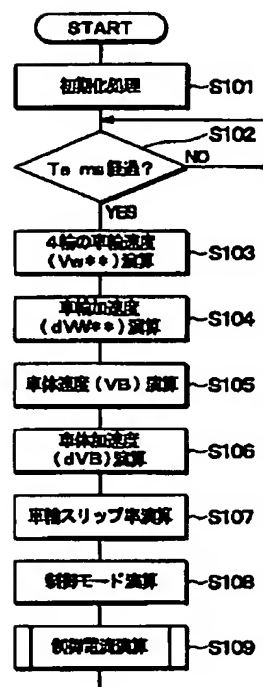 START
初期化処理
S101
S102
Ta ms 経過?
NO
YES
4輪の車輪速度
(Vw**)演算
S103
車輪加速度
(dVW**)演算
S104
車体速度(VB)演算
S105
車体加速度
(dVB)演算
S106
車輪スリップ率演算
S107
制御モード演算
S108
制御電流演算
S109